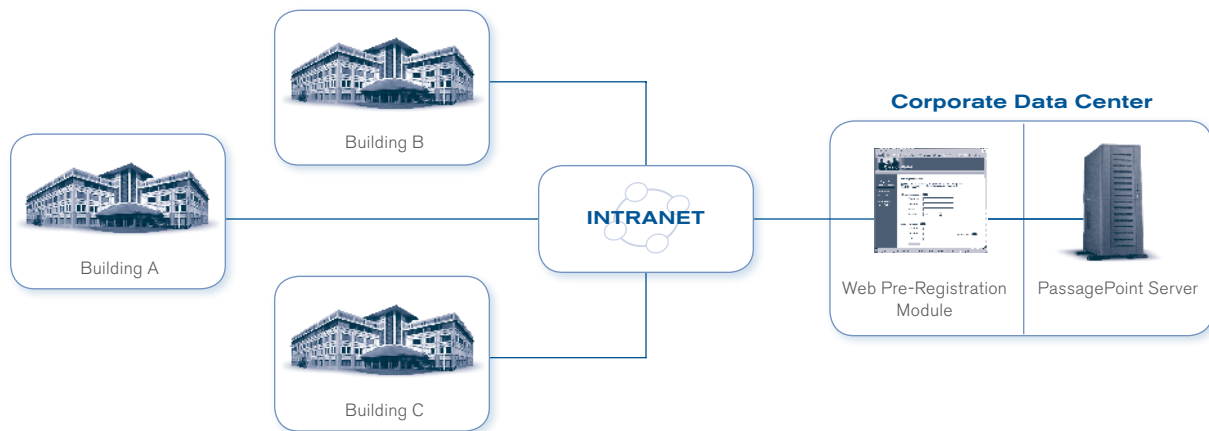 Building B
Corporate Data Center
Building A
INTRANET
Web Pre-Registration
Module
PassagePoint Server
Building C